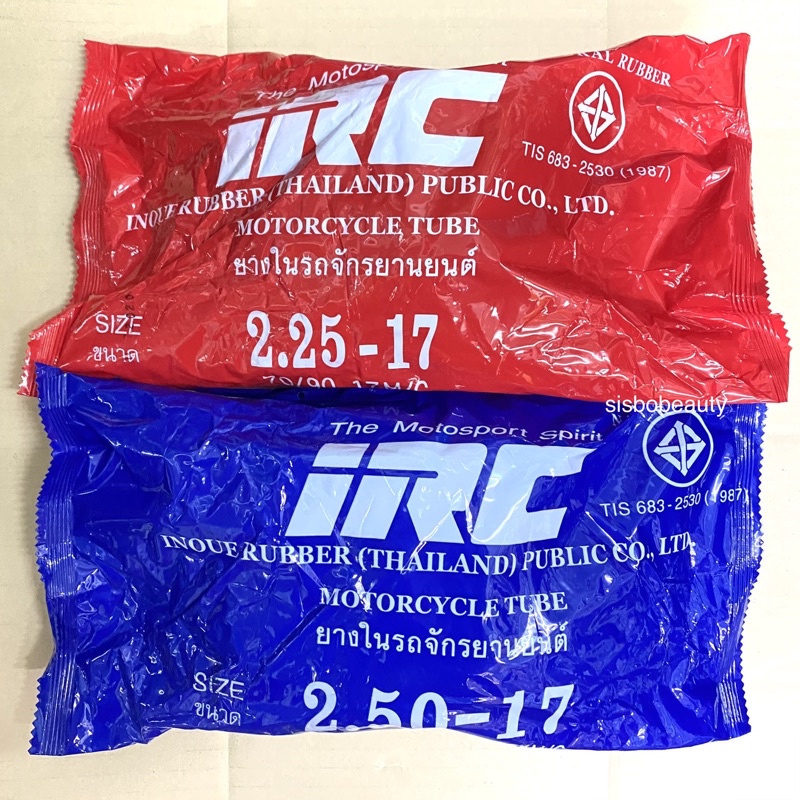 The Motosport
RAL RUBBER
iRC
TIS 683-2530 (1987)
INOUE RUBBER (THAILAND) PUBLIC CO., LTD.
MOTORCYCLE TUBE
ยางในรถจักรยานยนต์
SIZE
ขนาด
2.25-17
70/90-17M/C
sisbobeauty
The Motosport Spirit
iRC
TIS 683-2530 (1987)
INOUE RUBBER (THAILAND) PUBLIC CO., LTD.
MOTORCYCLE TUBE
ยางในรถจักรยานยนต์
SIZE
ขนาด
2.50-17